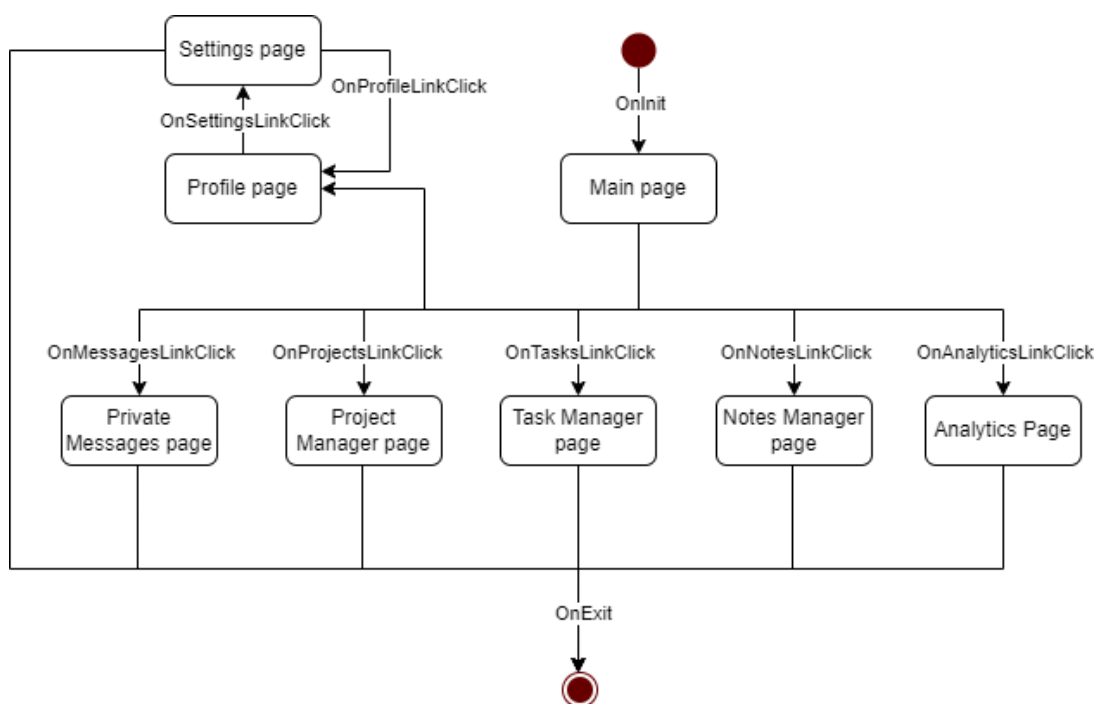 Settings page
OnProfileLinkClick
OnInit
OnSettingsLinkClick
Profile page
Main page
OnMessagesLinkClick
OnProjectsLinkClick
OnTasksLinkClick
OnNotesLinkClick
OnAnalyticsLinkClick
Private
Messages page
Project
Manager page
Task Manager
page
Notes Manager
page
Analytics Page
OnExit